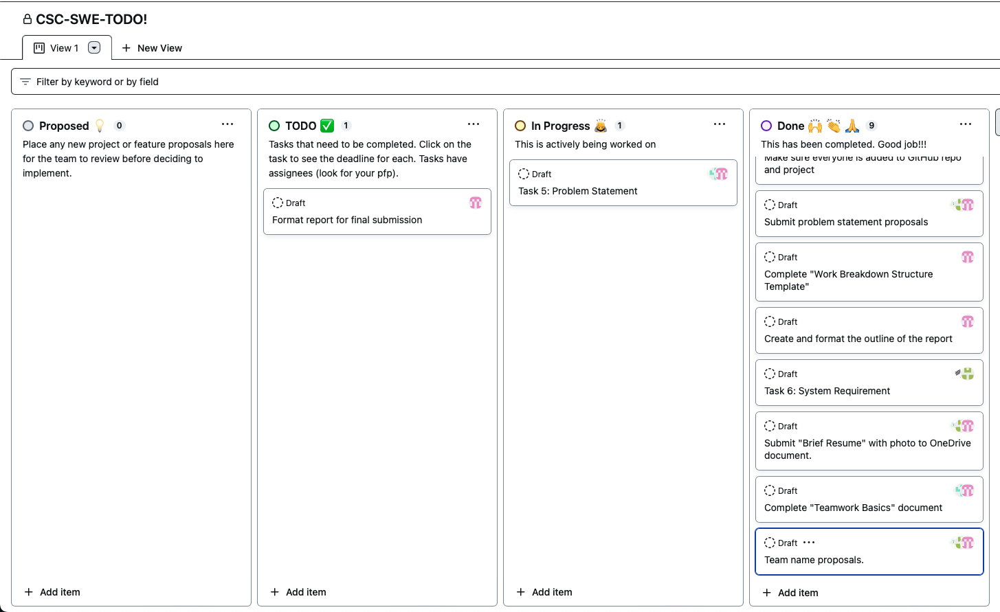 CSC-SWE-TODO!
View 1
New View
Filter by keyword or by field
Proposed 💡 0
Place any new project or feature proposals here
for the team to review before deciding to
implement.
Add item
TODO ✅ 1
Tasks that need to be completed. Click on the
task to see the deadline for each. Tasks have
assignees (look for your pfp).
Draft
Format report for final submission
Add item
In Progress 🙇 1
This is actively being worked on
Draft
Task 5: Problem Statement
Add item
Done 🙌 👏 🙏 9
This has been completed. Good job!!!
Make sure everyone is added to GitHub repo
and project
Draft
Submit problem statement proposals
Draft
Complete "Work Breakdown Structure
Template"
Draft
Create and format the outline of the report
Draft
Task 6: System Requirement
Draft
Submit "Brief Resume" with photo to OneDrive
document.
Draft
Complete "Teamwork Basics" document
Draft
Team name proposals.
Add item